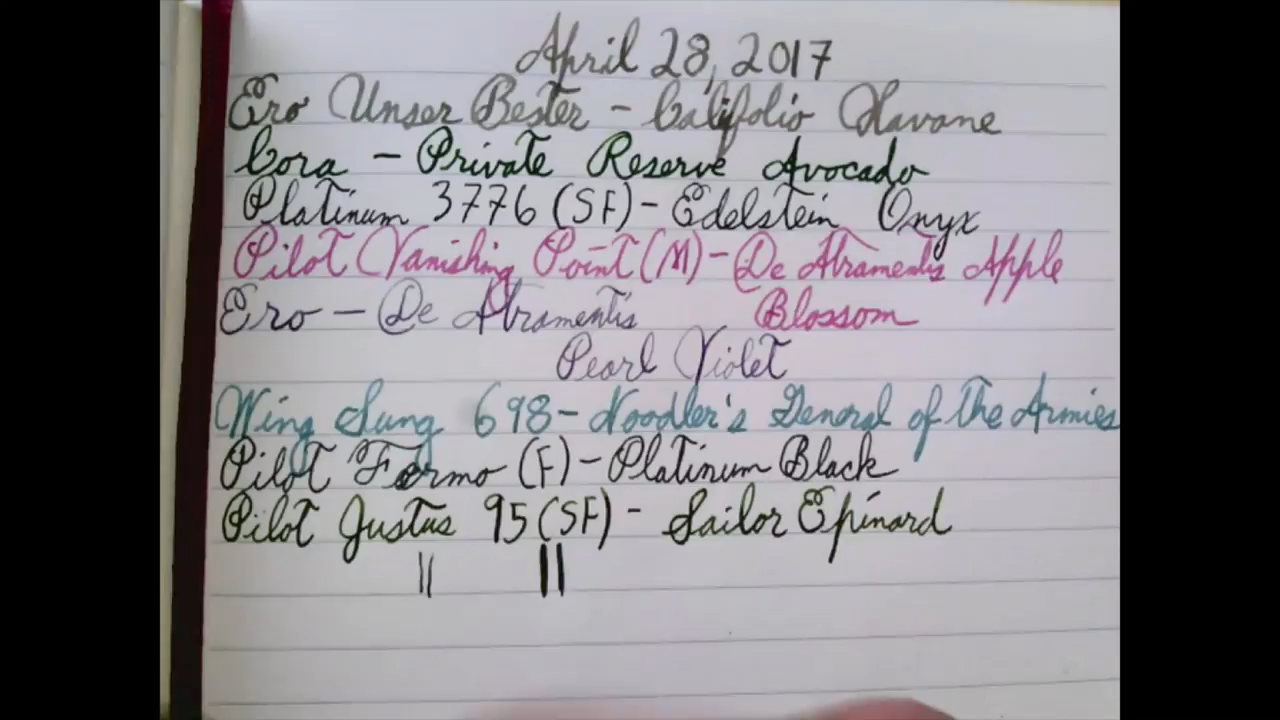 April 28, 2017
Ero Unser Bester - Califolio Havane
Cora - Private Reserve Avocado
Platinum 3776 (SF) - Edelstein Onyx
Pilot Vanishing Point (M) - De Atramentis Apple
Ero - De Atramentis Blossom
Pearl Violet
Wing Sung 698 - Noodler's General of the Armies
Pilot Fermo (F) - Platinum Black
Pilot Justus 95 (SF) - Sailor Epinard